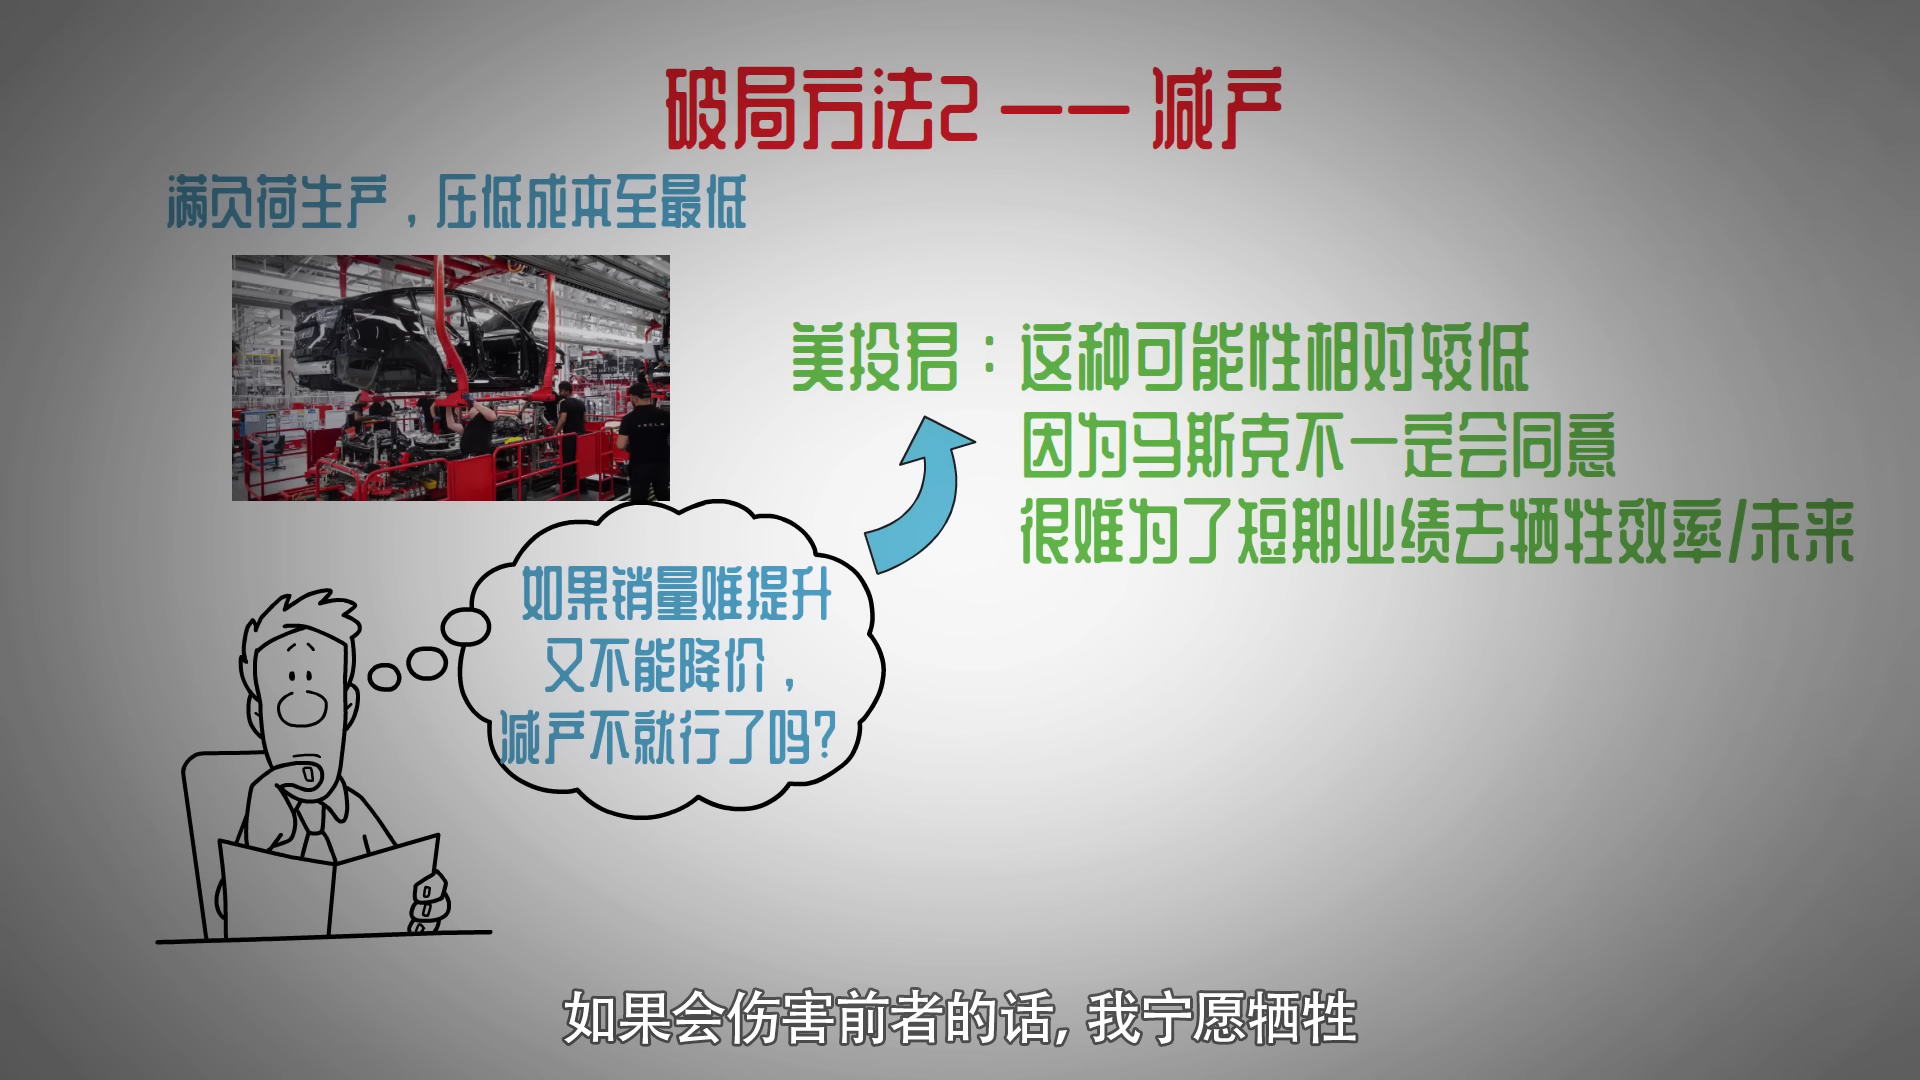 破局方法2 —— 减产
满负荷生产，压低成本至最低
美投君：这种可能性相对较低
因为马斯克不一定会同意
很难为了短期业绩去牺牲效率/未来
如果销量难提升
又不能降价，
减产不就行了吗?
如果会伤害前者的话, 我宁愿牺牲